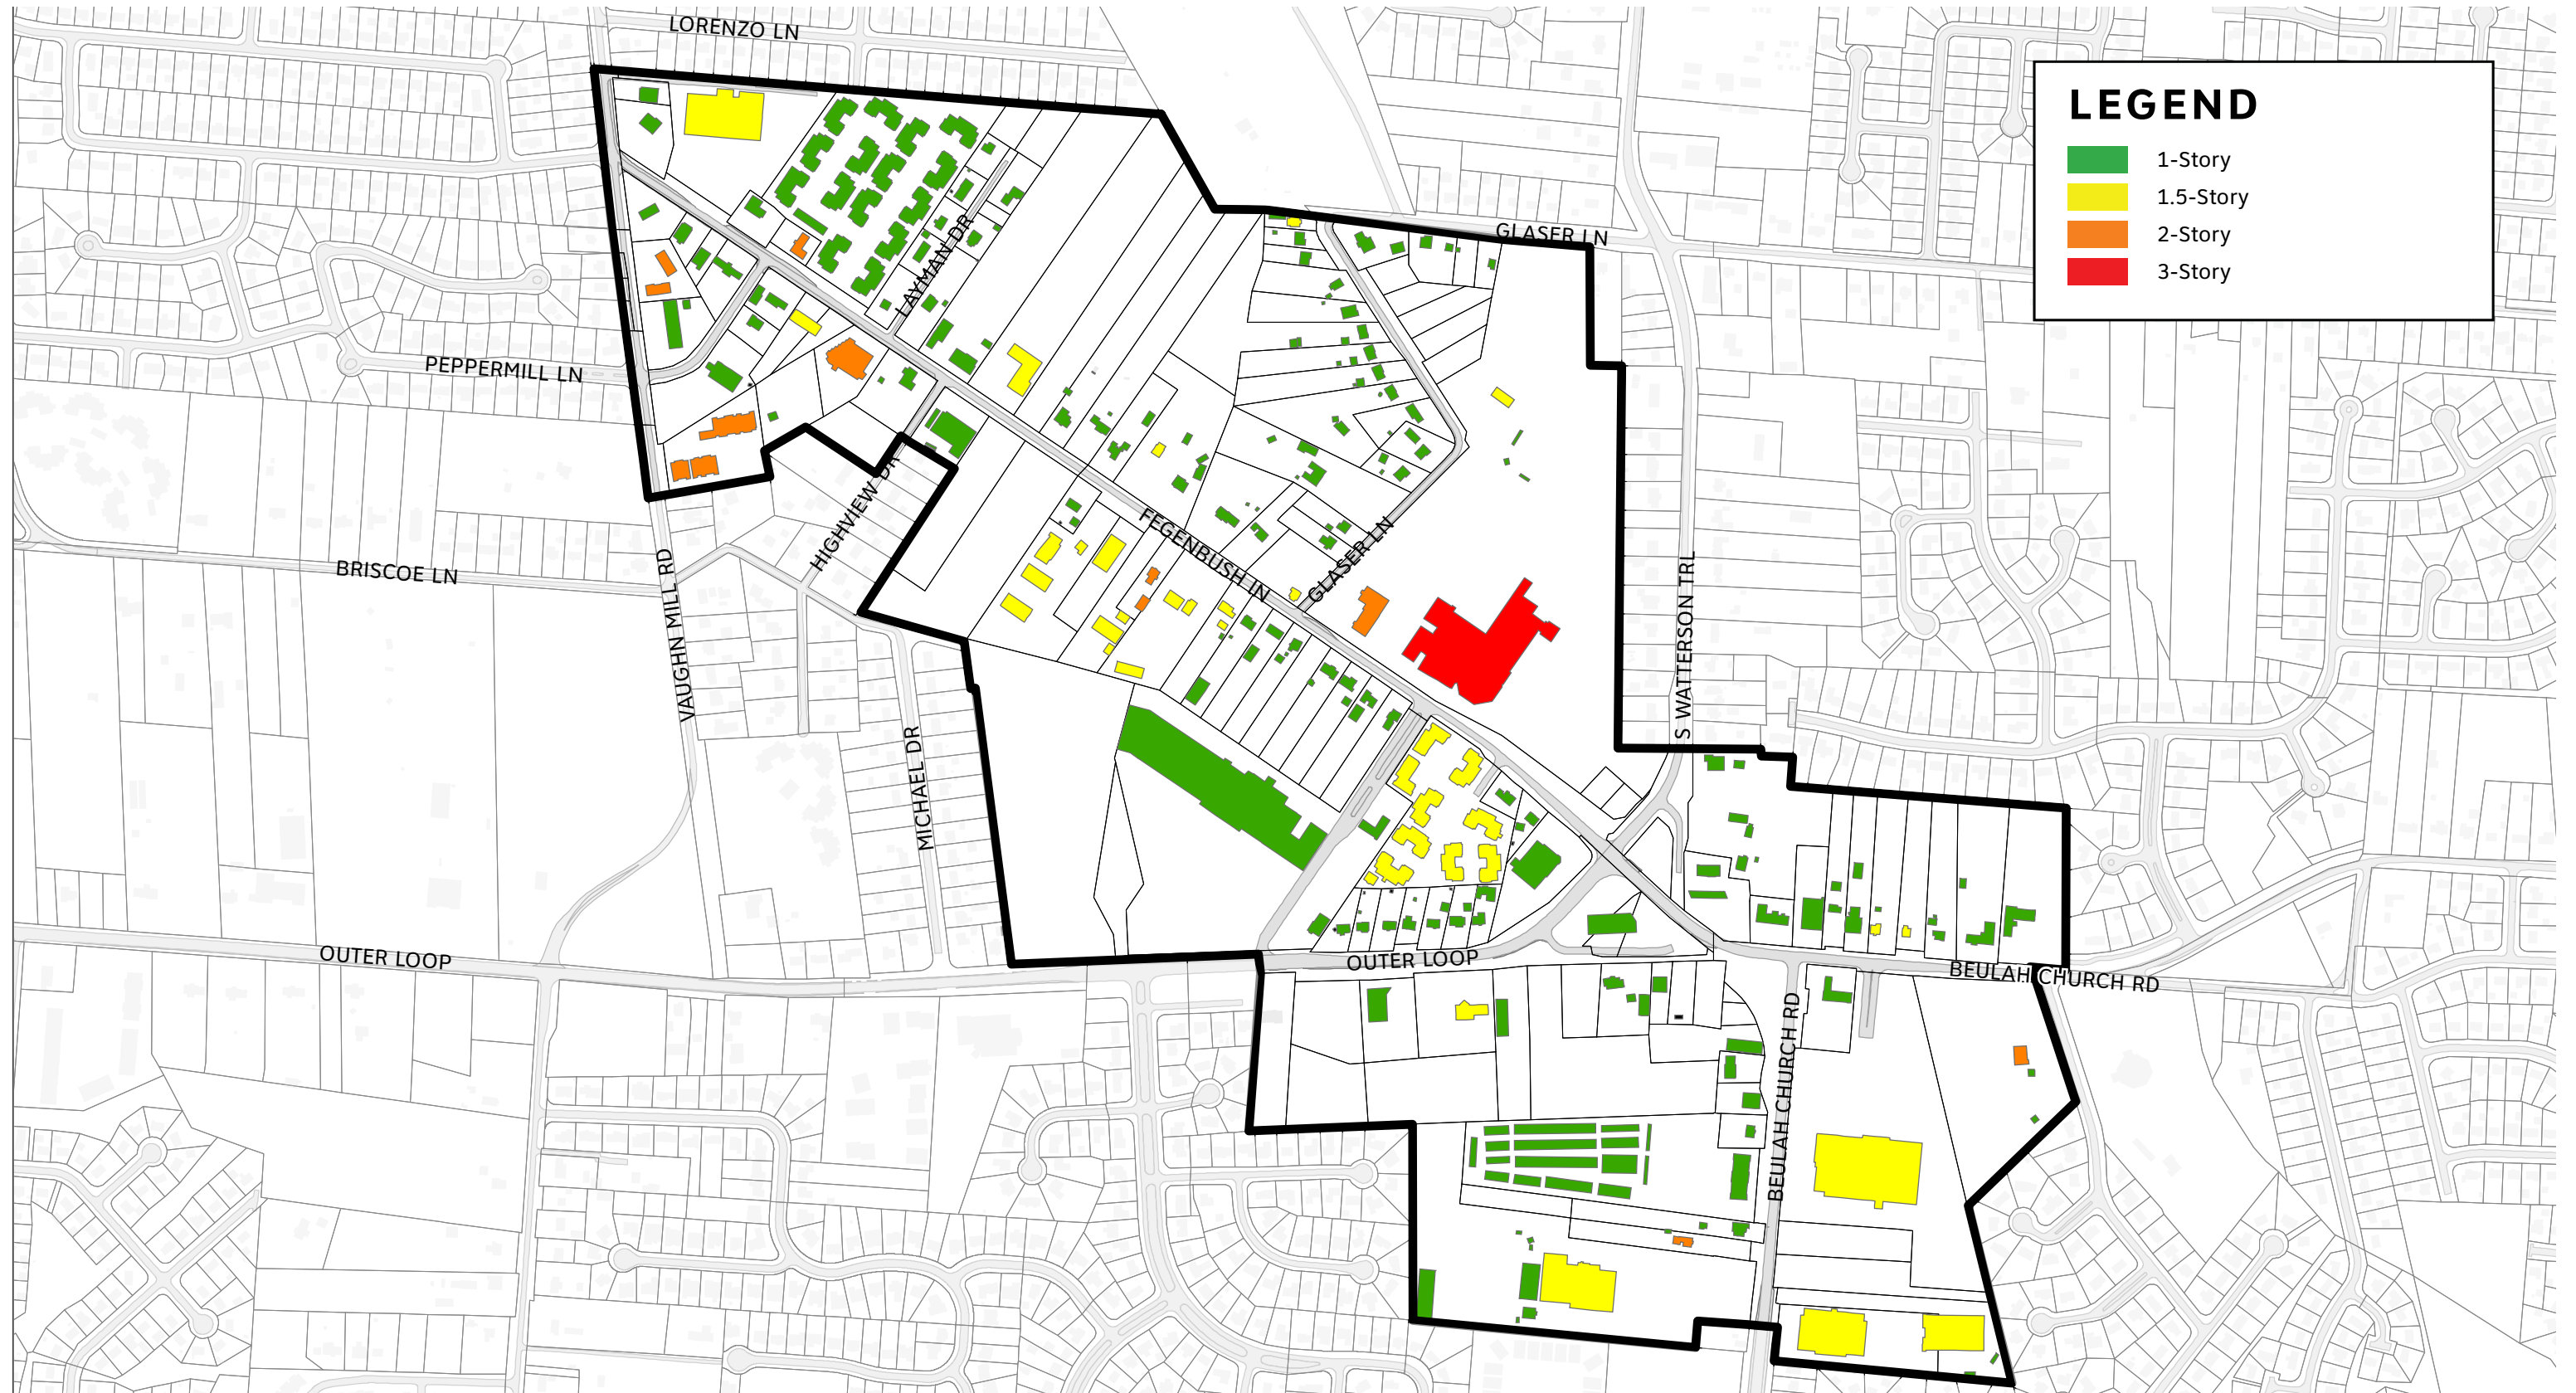 LORENZO LN
LEGEND
1-Story
1.5-Story
2-Story
3-Story
GLASER LN
LAYMAN DR
PEPPERMILL LN
HIGHVIEW DR
FEGENBUSH LN
GLASER LN
BRISCOE LN
VAUGHN MILL RD
S WATTERSON TRL
MICHAEL DR
OUTER LOOP
OUTER LOOP
BEULAH CHURCH RD
BEULAH CHURCH RD